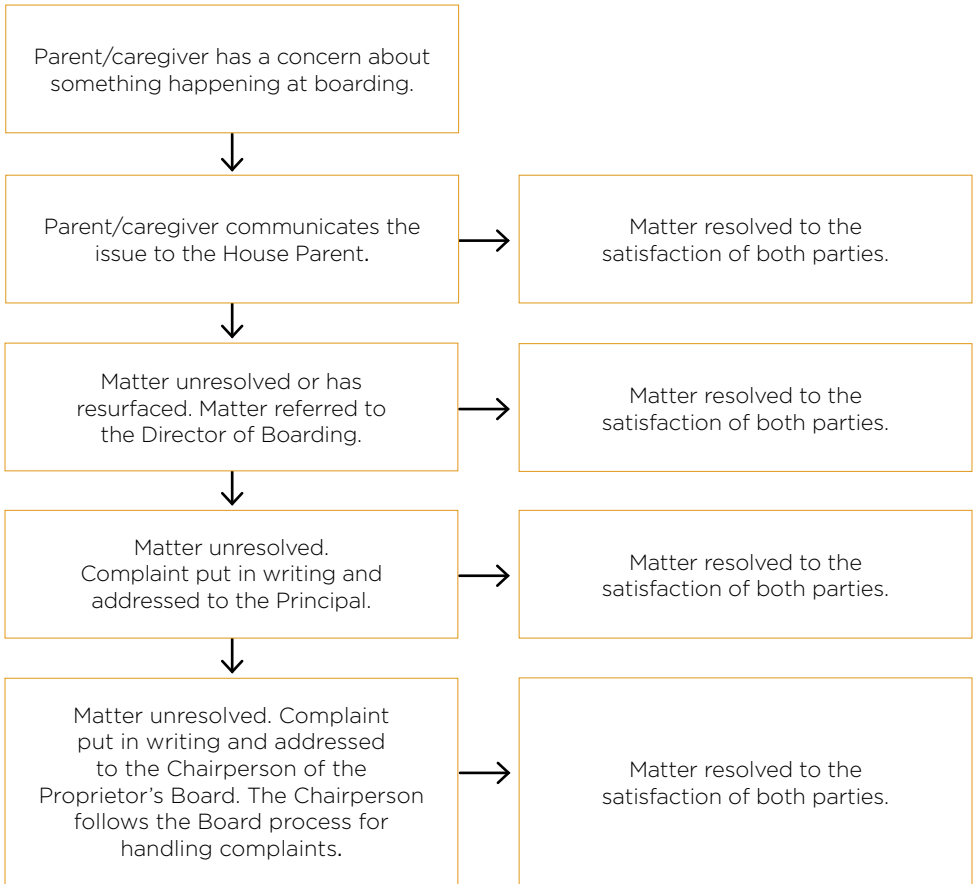 Parent/caregiver has a concern about
something happening at boarding.
Parent/caregiver communicates the
issue to the House Parent.
Matter resolved to the
satisfaction of both parties.
Matter unresolved or has
resurfaced. Matter referred to
the Director of Boarding.
Matter resolved to the
satisfaction of both parties.
Matter unresolved.
Complaint put in writing and
addressed to the Principal.
Matter resolved to the
satisfaction of both parties.
Matter unresolved. Complaint
put in writing and addressed
to the Chairperson of the
Proprietor’s Board. The Chairperson
follows the Board process for
handling complaints.
Matter resolved to the
satisfaction of both parties.